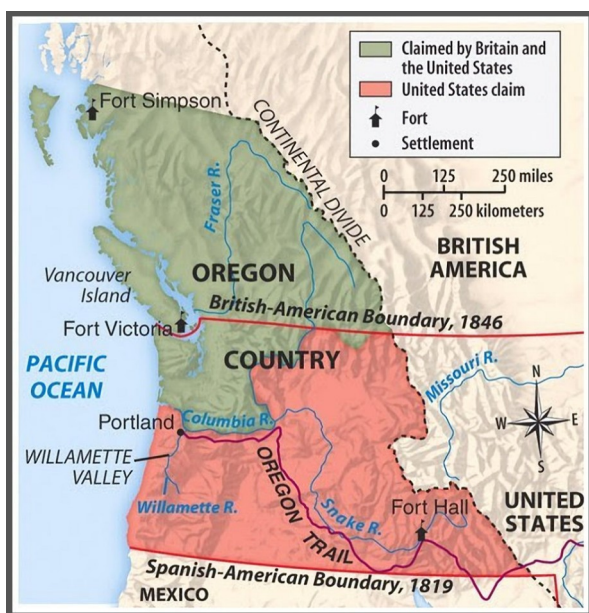 Claimed by Britain and
the United States
United States claim
Fort
Settlement
0 125 250 miles
0 125 250 kilometers
Fort Simpson
CONTINENTAL DIVIDE
Fraser R.
BRITISH
AMERICA
OREGON
Vancouver
Island
British-American Boundary, 1846
Fort Victoria
COUNTRY
PACIFIC
OCEAN
Missouri R.
N
W
E
S
Portland
Columbia R.
WILLAMETTE
VALLEY
Willamette R.
OREGON TRAIL
Snake R.
Fort Hall
UNITED
STATES
Spanish-American Boundary, 1819
MEXICO